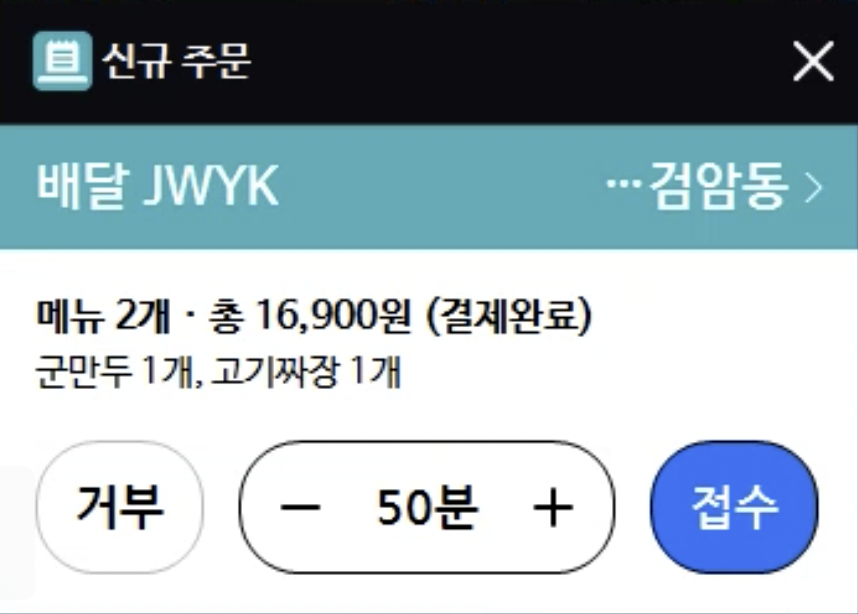 신규 주문
배달 JWYK …검암동
메뉴 2개 · 총 16,900원 (결제완료)
군만두 1개, 고기짜장 1개
거부 50분 접수